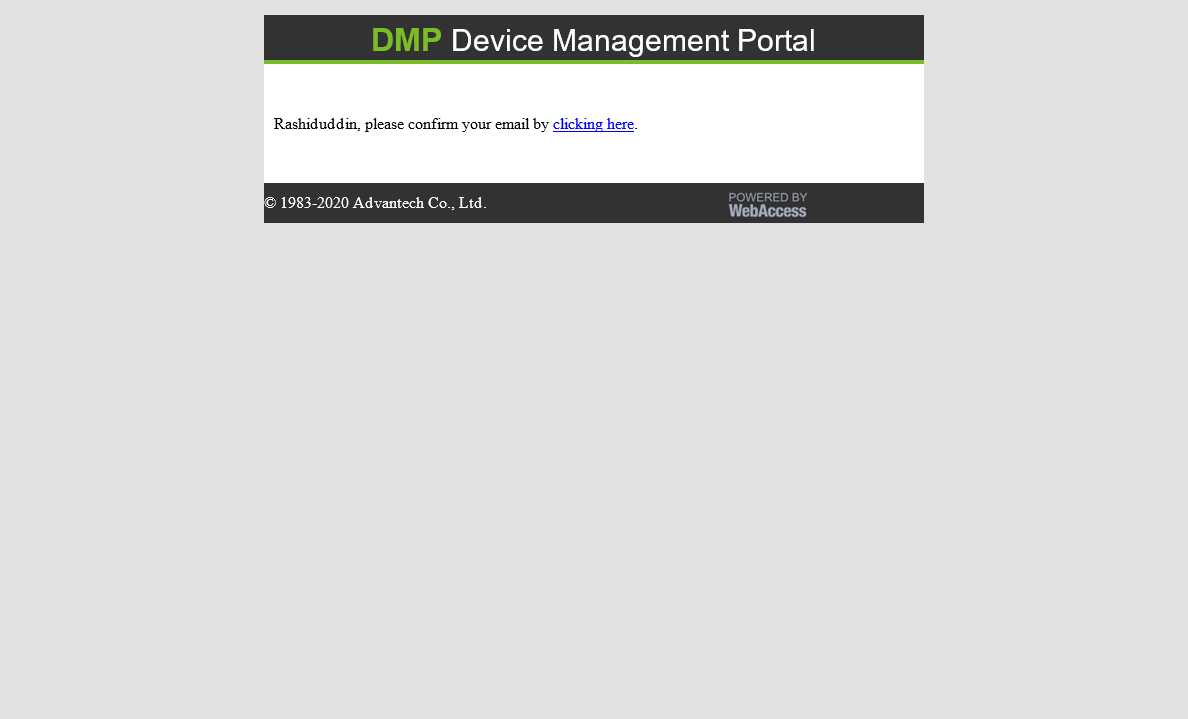 DMP Device Management Portal
Rashiduddin, please confirm your email by clicking here.
© 1983-2020 Advantech Co., Ltd.
POWERED BY
WebAccess